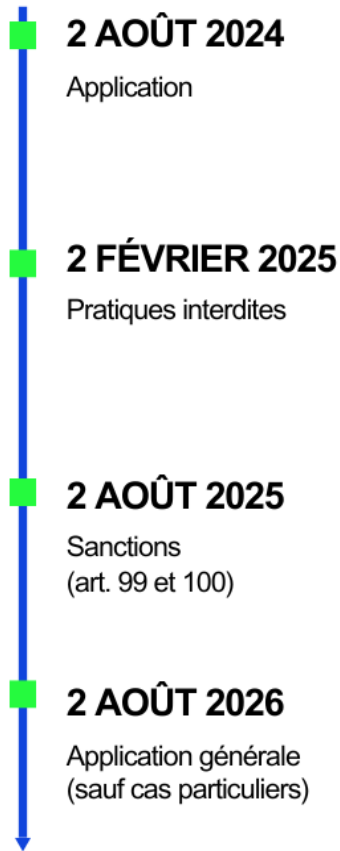 2 AOÛT 2024
Application
2 FÉVRIER 2025
Pratiques interdites
2 AOÛT 2025
Sanctions
(art. 99 et 100)
2 AOÛT 2026
Application générale
(sauf cas particuliers)